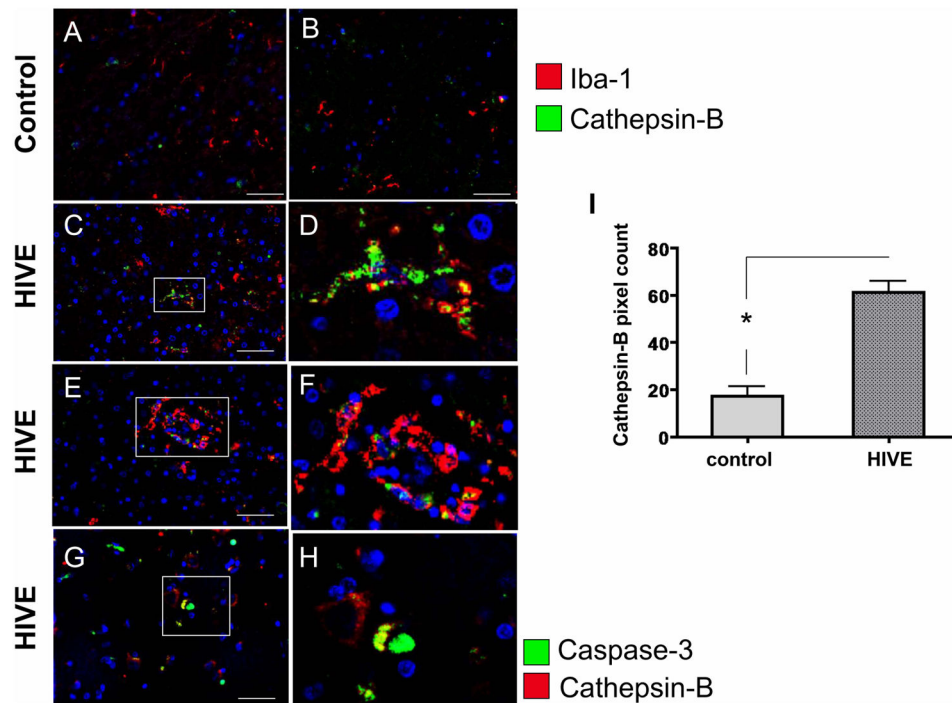 A
B
Control
Iba-1
Cathepsin-B
C
D
HIVE
E
F
HIVE
G
H
HIVE
Caspase-3
Cathepsin-B
I
Cathepsin-B pixel count
80
60
40
20
0
*
control
HIVE